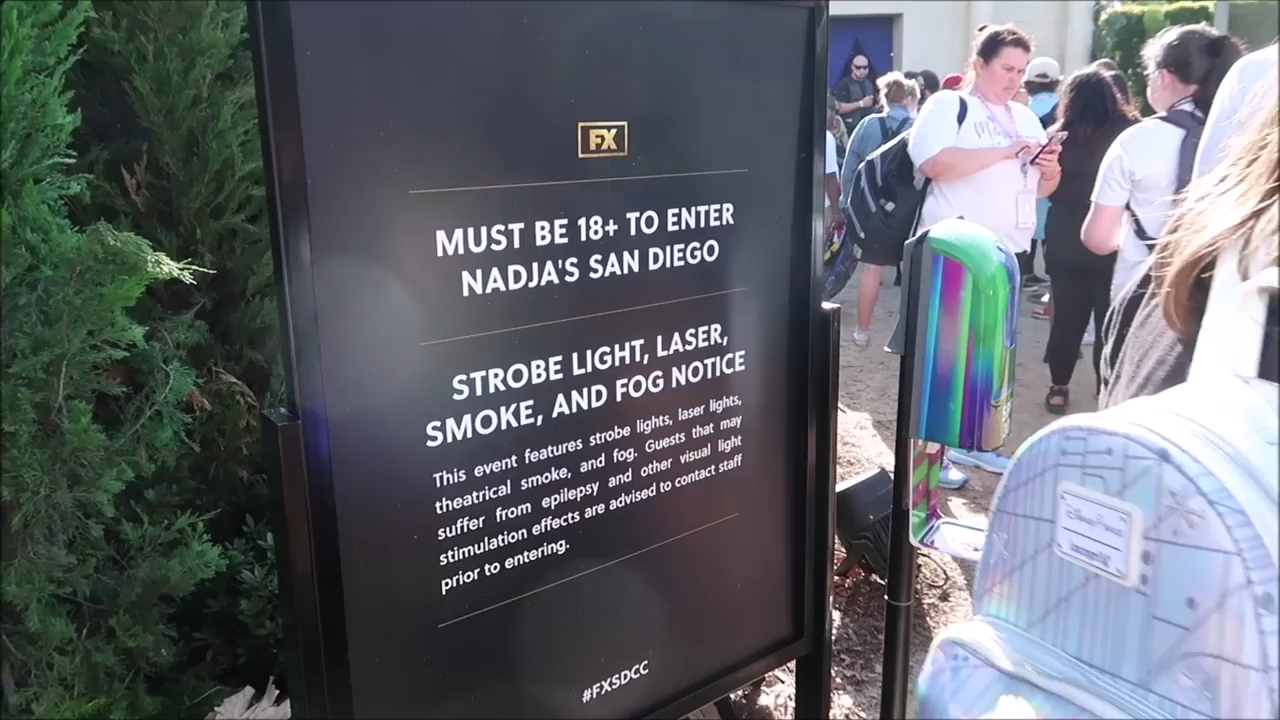 FX
MUST BE 18+ TO ENTER
NADJA'S SAN DIEGO
STROBE LIGHT, LASER,
SMOKE, AND FOG NOTICE
This event features strobe lights, laser lights,
theatrical smoke, and fog. Guests that may
suffer from epilepsy and other visual light
stimulation effects are advised to contact staff
prior to entering.
#FXSDCC
Disney Parks